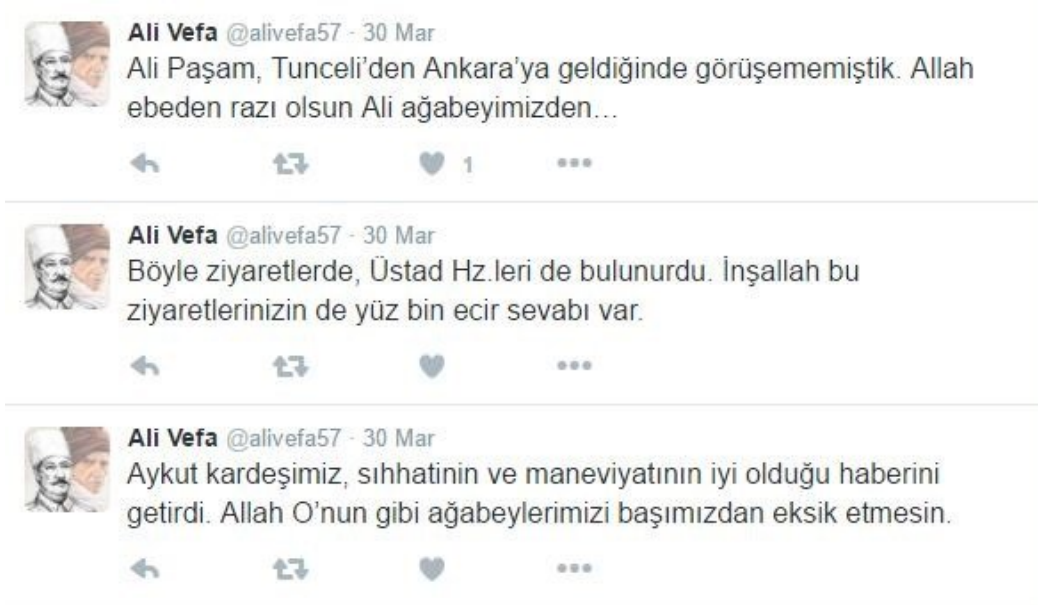 Ali Vefa @alivefa57 · 30 Mar
Ali Paşam, Tunceli’den Ankara’ya geldiğinde görüşememiştik. Allah
ebeden razı olsun Ali ağabeyimizden…
1
Ali Vefa @alivefa57 · 30 Mar
Böyle ziyaretlerde, Üstad Hz.leri de bulunurdu. İnşallah bu
ziyaretlerinizin de yüz bin ecir sevabı var.
Ali Vefa @alivefa57 · 30 Mar
Aykut kardeşimiz, sıhhatinin ve maneviyatının iyi olduğu haberini
getirdi. Allah O’nun gibi ağabeylerimizi başımızdan eksik etmesin.